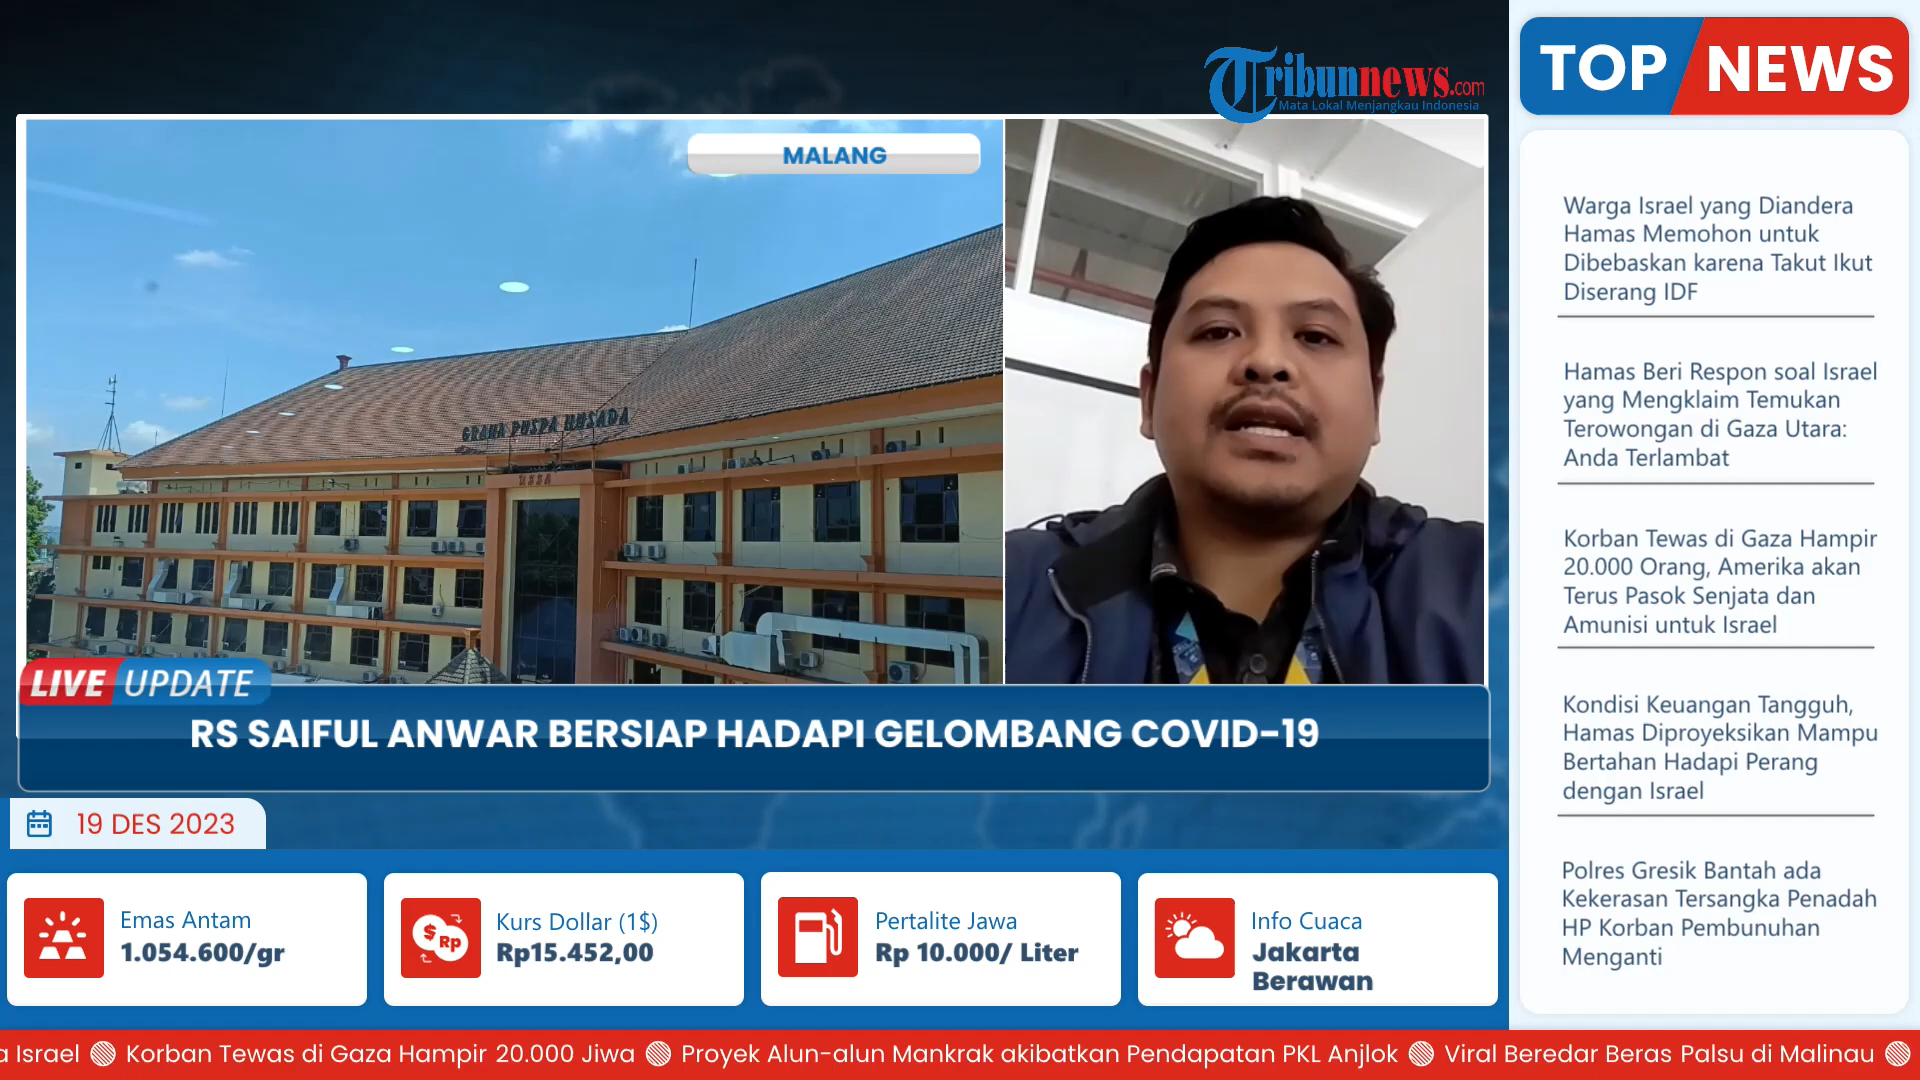 Tribunnews.com
Mata Lokal Menjangkau Indonesia
TOP NEWS
MALANG
GRAHA PUSPA HUSADA
LIVE UPDATE
RS SAIFUL ANWAR BERSIAP HADAPI GELOMBANG COVID-19
19 DES 2023
Emas Antam
1.054.600/gr
Kurs Dollar (1$)
Rp15.452,00
Pertalite Jawa
Rp 10.000/ Liter
Info Cuaca
Jakarta
Berawan
Warga Israel yang Diandera
Hamas Memohon untuk
Dibebaskan karena Takut Ikut
Diserang IDF
Hamas Beri Respon soal Israel
yang Mengklaim Temukan
Terowongan di Gaza Utara:
Anda Terlambat
Korban Tewas di Gaza Hampir
20.000 Orang, Amerika akan
Terus Pasok Senjata dan
Amunisi untuk Israel
Kondisi Keuangan Tangguh,
Hamas Diproyeksikan Mampu
Bertahan Hadapi Perang
dengan Israel
Polres Gresik Bantah ada
Kekerasan Tersangka Penadah
HP Korban Pembunuhan
Menganti
a Israel Korban Tewas di Gaza Hampir 20.000 Jiwa Proyek Alun-alun Mankrak akibatkan Pendapatan PKL Anjlok Viral Beredar Beras Palsu di Malinau